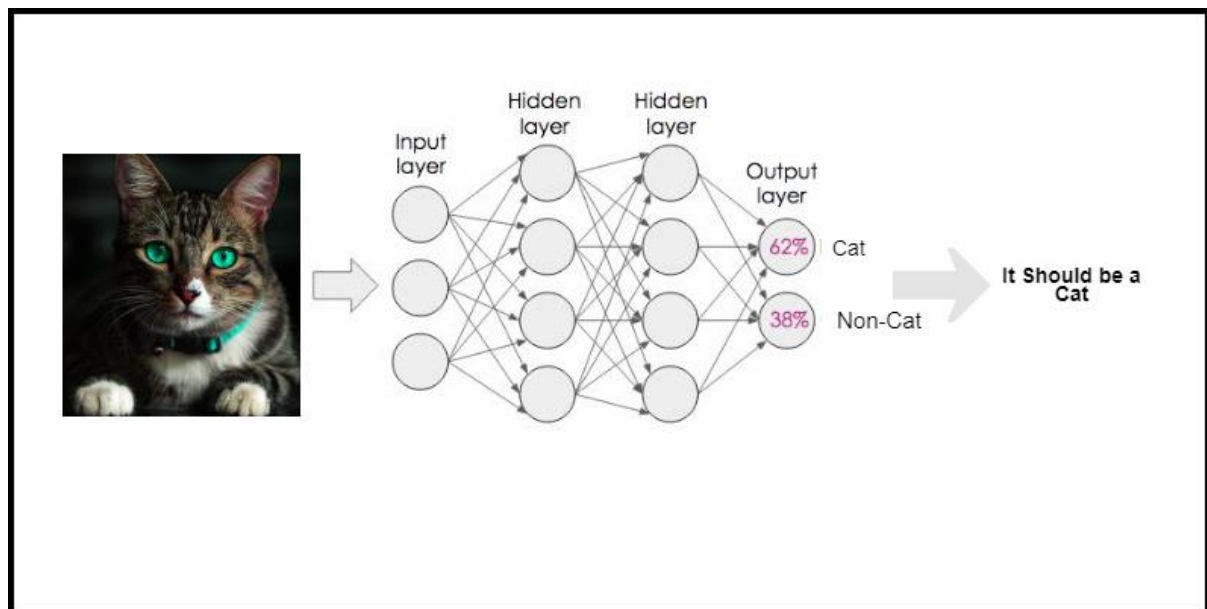 Input
layer
Hidden
layer
Hidden
layer
Output
layer
62%
Cat
38%
Non-Cat
It Should be a
Cat